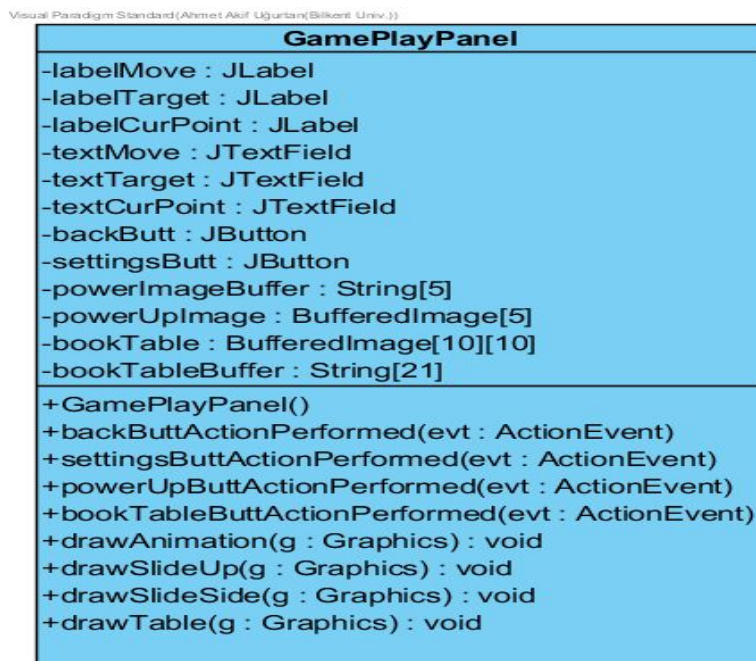 Visual Paradigm Standard(Ahmet Akif Uğurtan(Bilkent Univ.))
GamePlayPanel
-labelMove : JLabel
-labelTarget : JLabel
-labelCurPoint : JLabel
-textMove : JTextField
-textTarget : JTextField
-textCurPoint : JTextField
-backButt : JButton
-settingsButt : JButton
-powerImageBuffer : String[5]
-powerUpImage : BufferedImage[5]
-bookTable : BufferedImage[10][10]
-bookTableBuffer : String[21]
+GamePlayPanel()
+backButtActionPerformed(evt : ActionEvent)
+settingsButtActionPerformed(evt : ActionEvent)
+powerUpButtActionPerformed(evt : ActionEvent)
+bookTableButtActionPerformed(evt : ActionEvent)
+drawAnimation(g : Graphics) : void
+drawSlideUp(g : Graphics) : void
+drawSlideSide(g : Graphics) : void
+drawTable(g : Graphics) : void